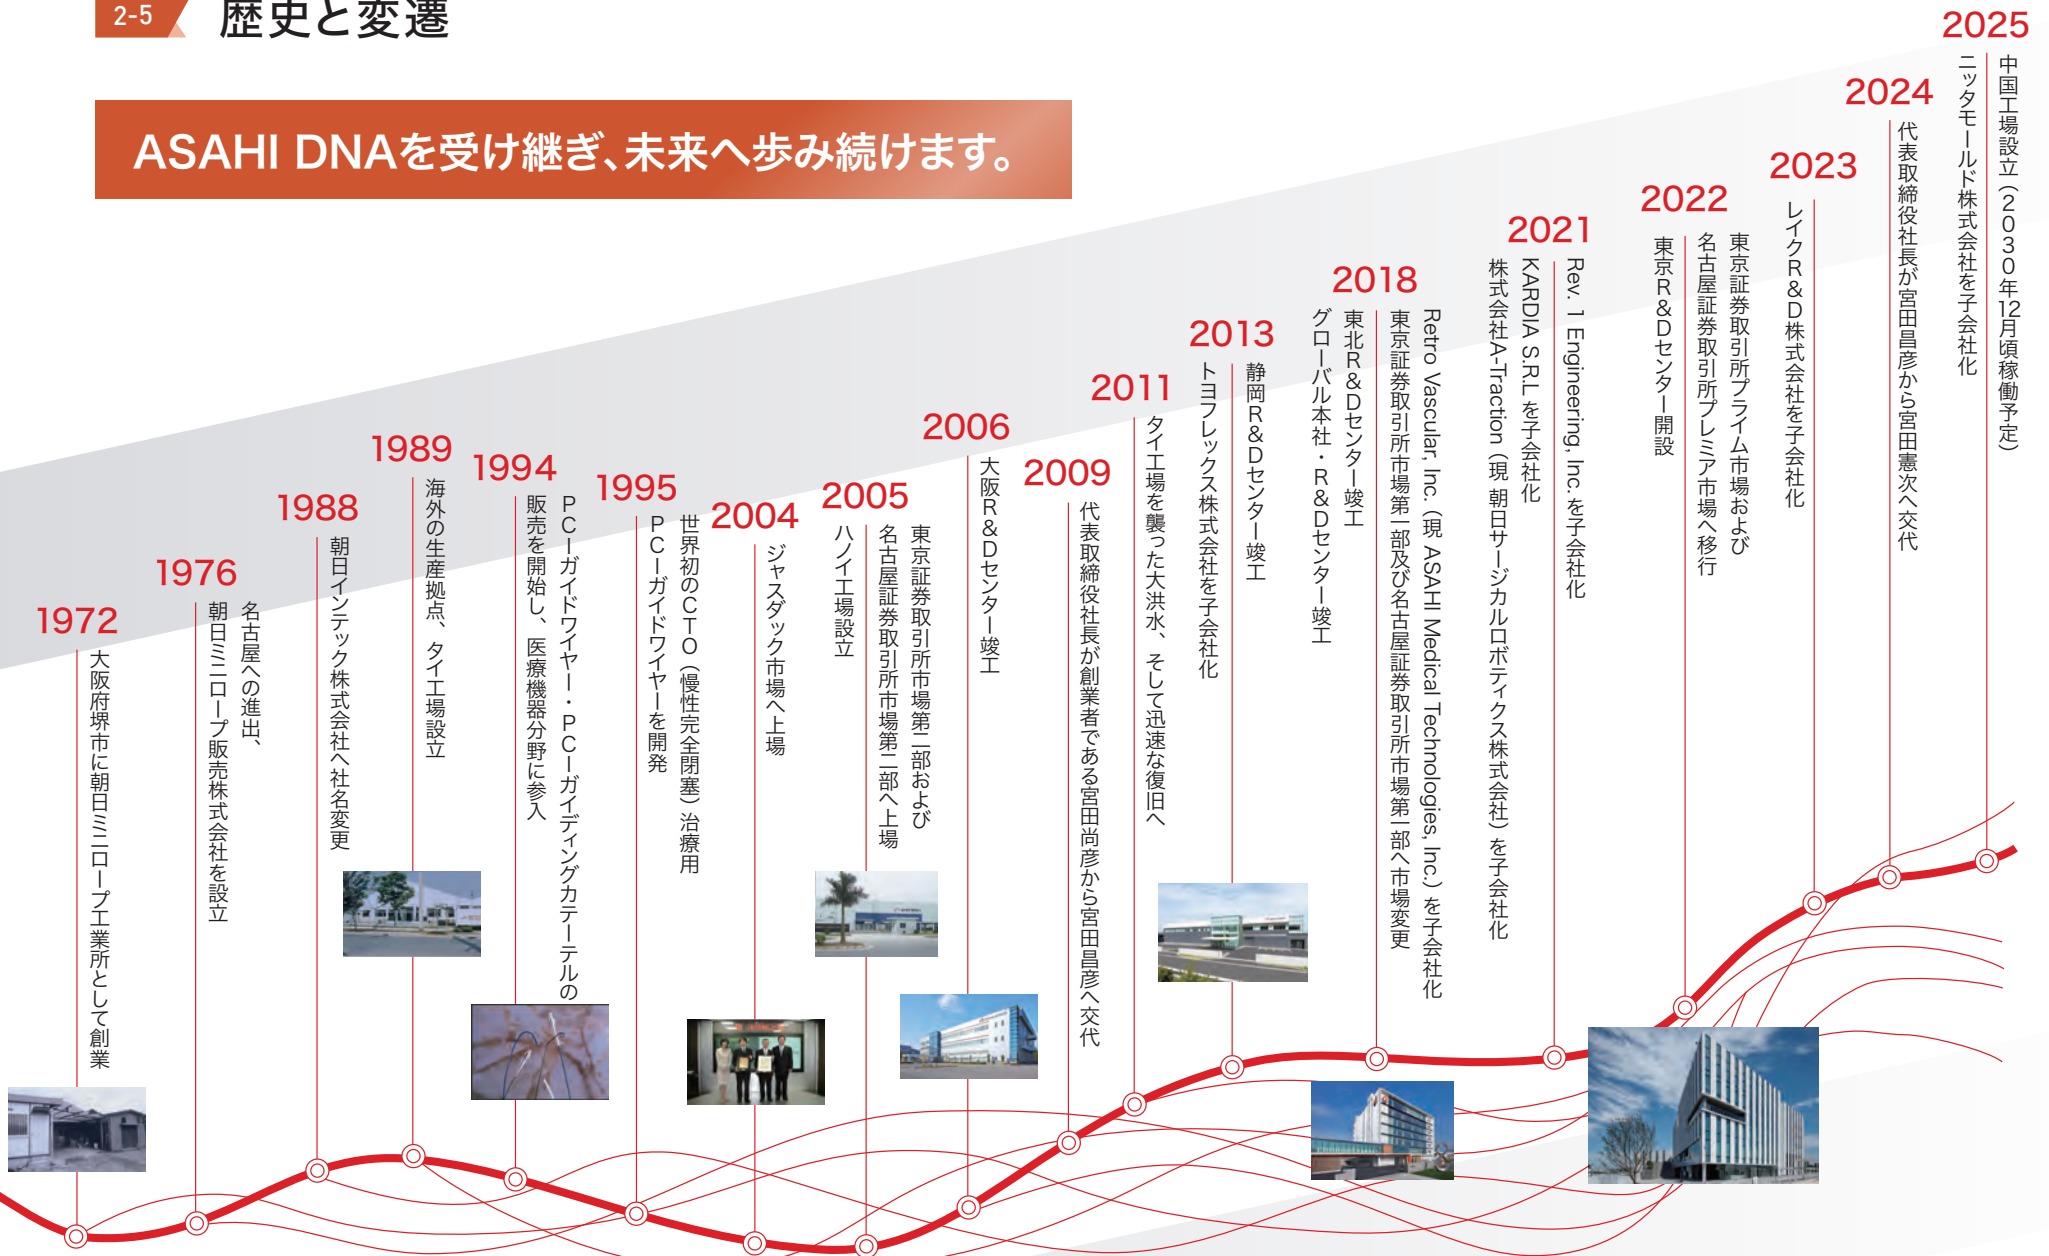 2-5
歴史と変遷
ASAHI DNAを受け継ぎ、未来へ歩み続けます。
1972
大阪府堺市に朝日ミニロープ工業所として創業
1976
名古屋への進出、
朝日ミニロープ販売株式会社を設立
1988
朝日インテック株式会社へ社名変更
1989
海外の生産拠点、タイ工場設立
1994
PCIガイドワイヤー・PCIガイディングカテーテルの
販売を開始し、医療機器分野に参入
1995
世界初のCTO（慢性完全閉塞）治療用
PCIガイドワイヤーを開発
2004
ジャスダック市場へ上場
2005
東京証券取引所市場第二部および
名古屋証券取引所市場第二部へ上場
ハノイ工場設立
2006
大阪R&Dセンター竣工
2009
代表取締役社長が創業者である宮田尚彦から宮田昌彦へ交代
2011
タイ工場を襲った大洪水、そして迅速な復旧へ
2013
静岡R&Dセンター竣工
トヨフレックス株式会社を子会社化
2018
Retro Vascular, Inc.（現 ASAHI Medical Technologies, Inc.）を子会社化
東京証券取引所市場第一部及び名古屋証券取引所市場第一部へ市場変更
東北R&Dセンター竣工
グローバル本社・R&Dセンター竣工
2021
Rev. 1 Engineering, Inc.を子会社化
KARDIA S.R.L を子会社化
株式会社A-Traction（現 朝日サージカルロボティクス株式会社）を子会社化
2022
東京証券取引所プライム市場および
名古屋証券取引所プレミア市場へ移行
東京R&Dセンター開設
2023
レイクR&D株式会社を子会社化
2024
代表取締役社長が宮田昌彦から宮田憲次へ交代
2025
中国工場設立（2030年12月頃稼働予定）
ニッタモールド株式会社を子会社化